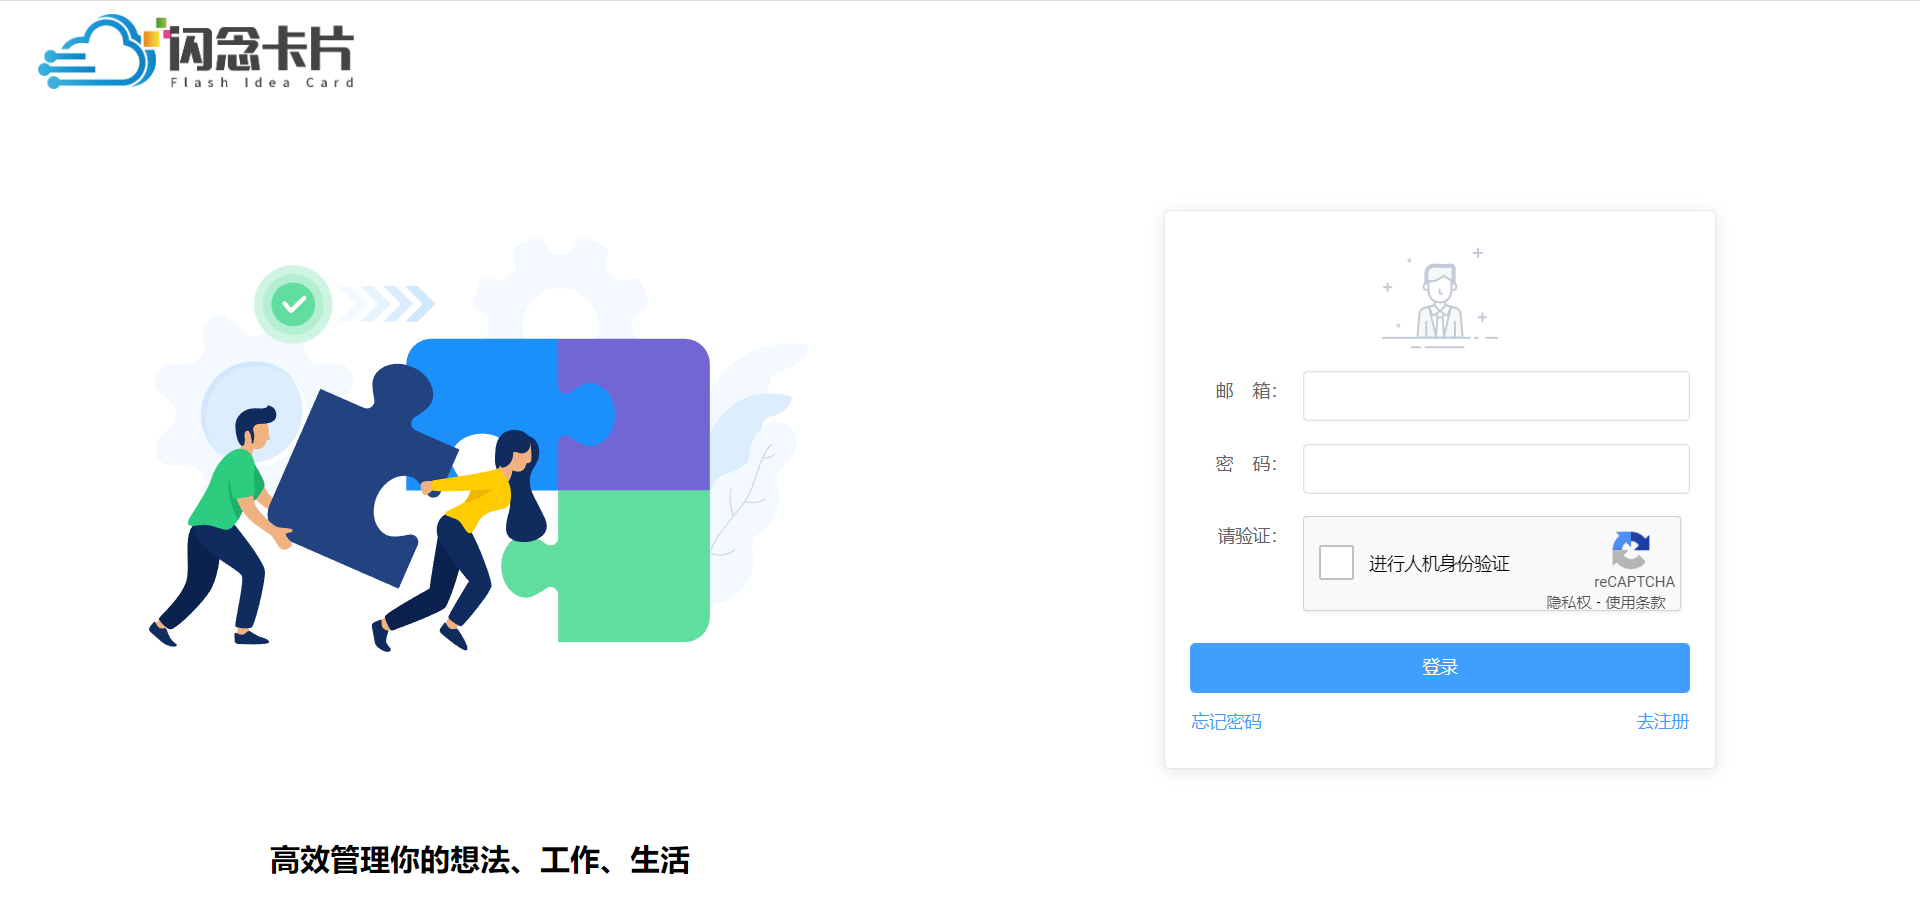 闪念卡片
Flash Idea Card
邮 箱：
密 码：
请验证：
进行人机身份验证
reCAPTCHA
隐私权 - 使用条款
登录
忘记密码
去注册
高效管理你的想法、工作、生活